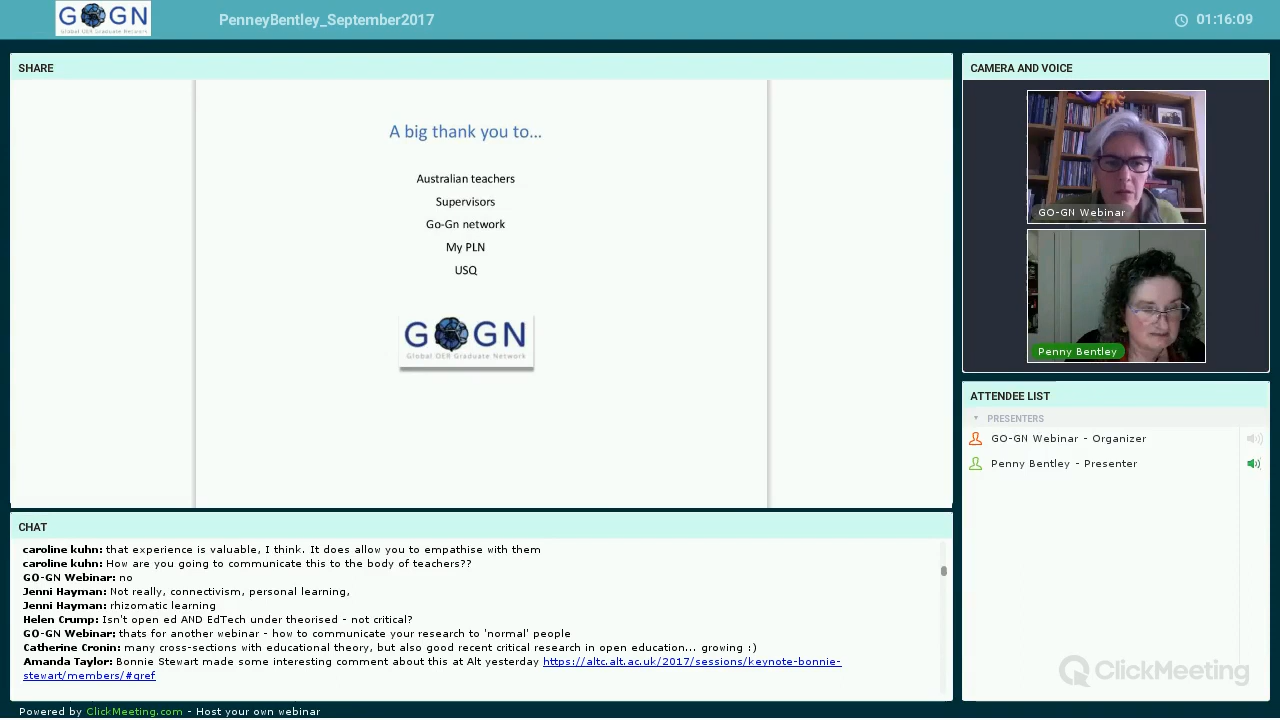 GOGN
Global OER Graduate Network
PenneyBentley_September2017
01:16:09
SHARE
A big thank you to...
Australian teachers
Supervisors
Go-Gn network
My PLN
USQ
GOGN
Global OER Graduate Network
CAMERA AND VOICE
GO-GN Webinar
Penny Bentley
ATTENDEE LIST
PRESENTERS
GO-GN Webinar - Organizer
Penny Bentley - Presenter
CHAT
caroline kuhn: that experience is valuable, I think. It does allow you to empathise with them
caroline kuhn: How are you going to communicate this to the body of teachers??
GO-GN Webinar: no
Jenni Hayman: Not really, connectivism, personal learning,
Jenni Hayman: rhizomatic learning
Helen Crump: Isn't open ed AND EdTech under theorised - not critical?
GO-GN Webinar: thats for another webinar - how to communicate your research to 'normal' people
Catherine Cronin: many cross-sections with educational theory, but also good recent critical research in open education... growing :)
Amanda Taylor: Bonnie Stewart made some interesting comment about this at Alt yesterday https://altc.alt.ac.uk/2017/sessions/keynote-bonnie-
stewart/members/#gref
ClickMeeting
Powered by ClickMeeting.com - Host your own webinar